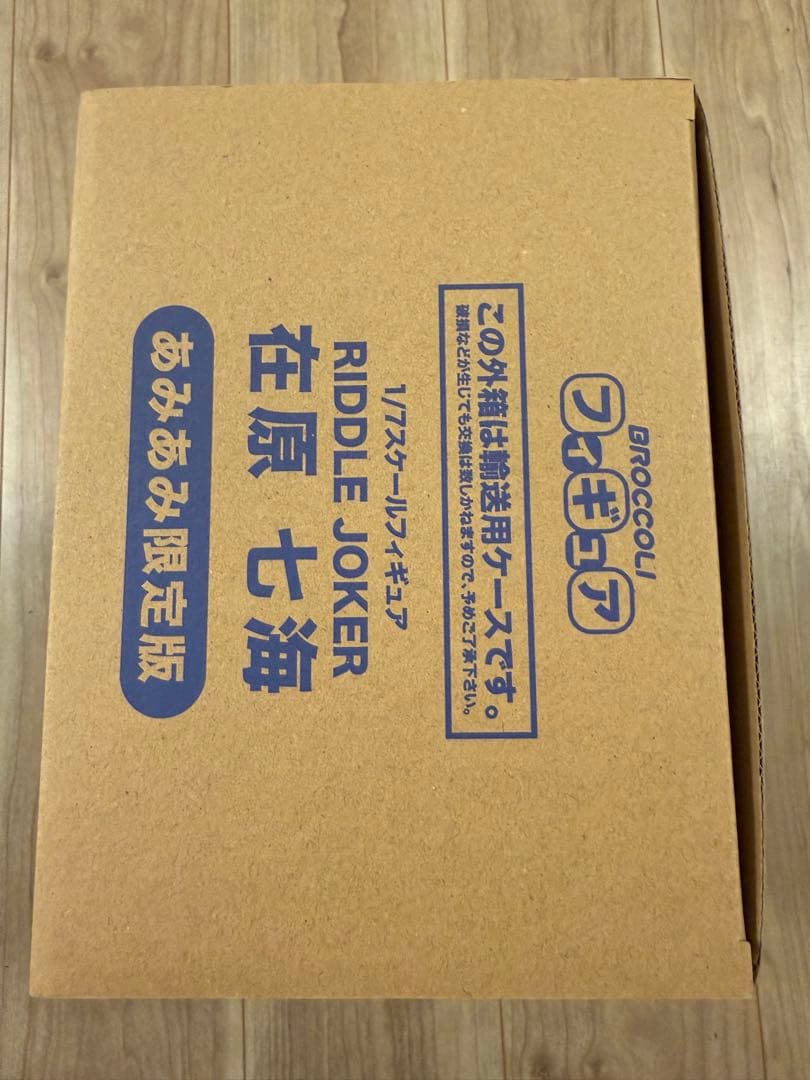 BROCCOLI
フィギュア
この外箱は輸送用ケースです。
破損などが生じても交換は致しかねますので、予めご了承下さい。
1/7スケールフィギュア
RIDDLE JOKER
在原 七海
あみあみ限定版